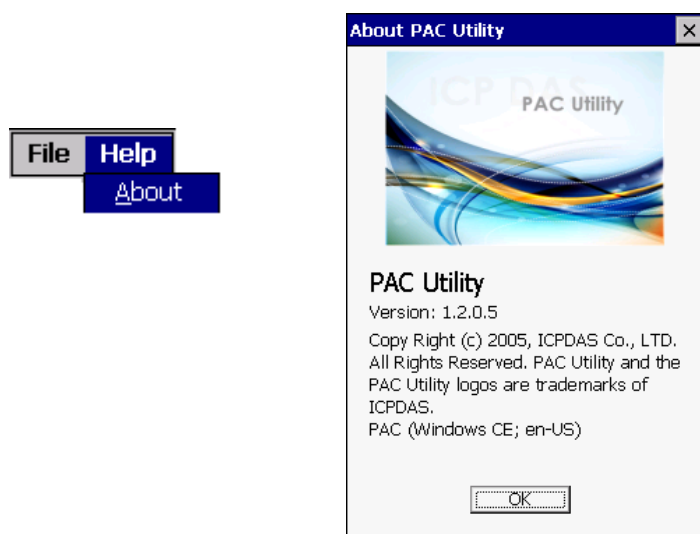 File Help
About
About PAC Utility
ICP DAS
PAC Utility
PAC Utility
Version: 1.2.0.5
Copy Right (c) 2005, ICPDAS Co., LTD.
All Rights Reserved. PAC Utility and the
PAC Utility logos are trademarks of
ICPDAS.
PAC (Windows CE; en-US)
OK